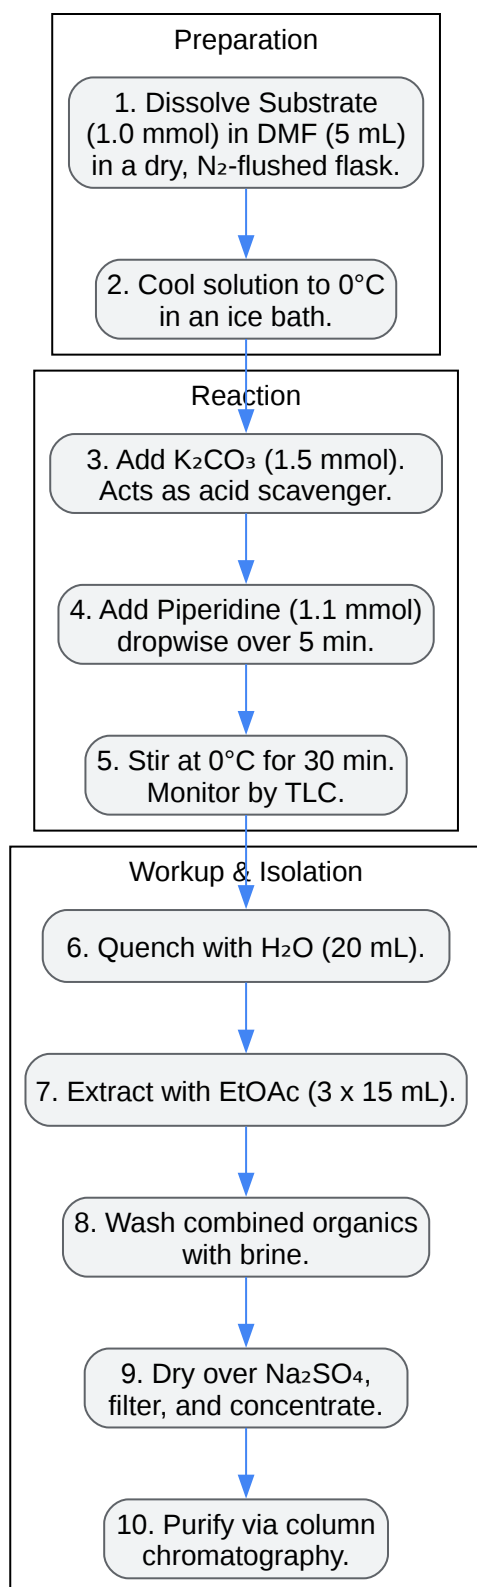 Preparation
1. Dissolve Substrate
(1.0 mmol) in DMF (5 mL)
in a dry, N₂-flushed flask.
2. Cool solution to 0°C
in an ice bath.
Reaction
3. Add K₂CO₃ (1.5 mmol).
Acts as acid scavenger.
4. Add Piperidine (1.1 mmol)
dropwise over 5 min.
5. Stir at 0°C for 30 min.
Monitor by TLC.
Workup & Isolation
6. Quench with H₂O (20 mL).
7. Extract with EtOAc (3 x 15 mL).
8. Wash combined organics
with brine.
9. Dry over Na₂SO₄,
filter, and concentrate.
10. Purify via column
chromatography.